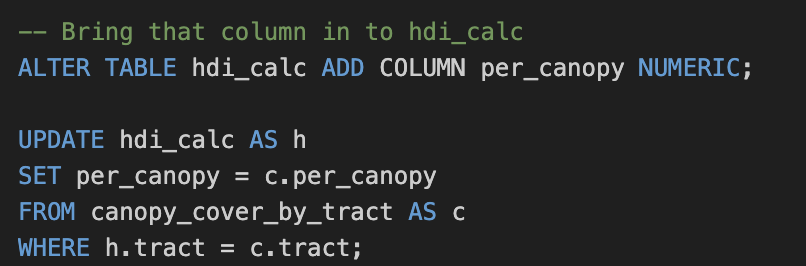 -- Bring that column in to hdi_calc
ALTER TABLE hdi_calc ADD COLUMN per_canopy NUMERIC;
UPDATE hdi_calc AS h
SET per_canopy = c.per_canopy
FROM canopy_cover_by_tract AS c
WHERE h.tract = c.tract;